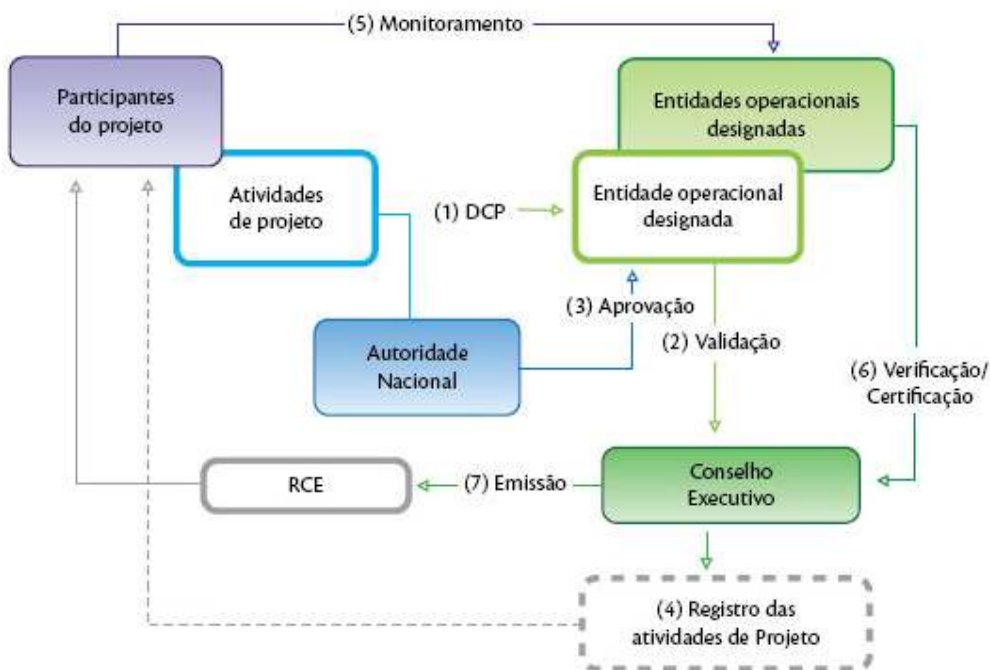 (5) Monitoramento
Participantes
do projeto
Entidades operacionais
designadas
Atividades
de projeto
(1) DCP
Entidade operacional
designada
(3) Aprovação
(2) Validação
Autoridade
Nacional
(6) Verificação/
Certificação
RCE
(7) Emissão
Conselho
Executivo
(4) Registro das
atividades de Projeto